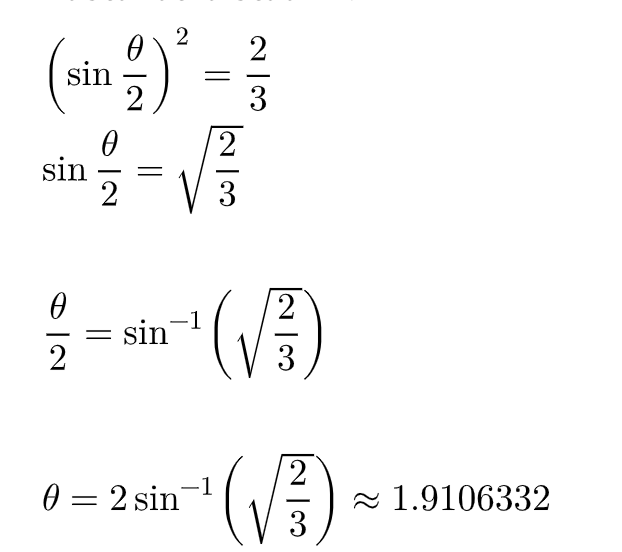 (sin θ/2)² = 2/3
sin θ/2 = √(2/3)
θ/2 = sin⁻¹(√(2/3))
θ = 2 sin⁻¹(√(2/3)) ≈ 1.9106332